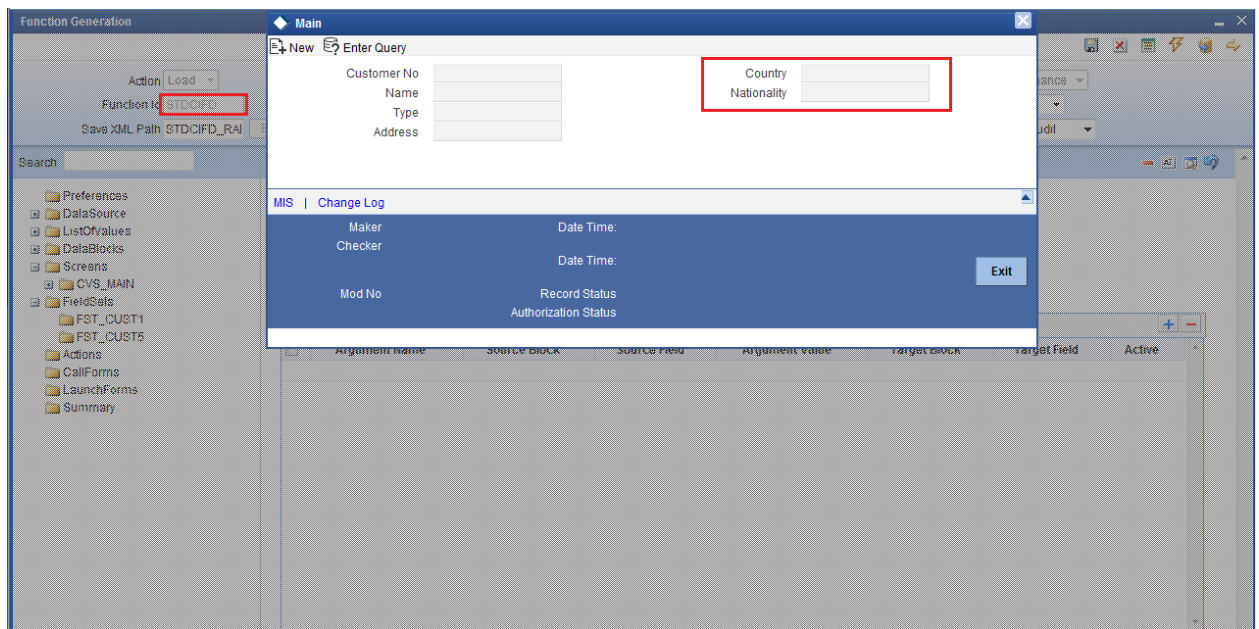 Function Generation
Main
New Enter Query
Action Load
Function Id STDCIFD
Save XML Path STDCIFD_RAI
Customer No
Name
Type
Address
Country
Nationality
Search
Preferences
DataSource
ListOfValues
DataBlocks
Screens
CVS_MAIN
FieldSets
FST_CUST1
FST_CUST5
Actions
CallForms
LaunchForms
Summary
MIS | Change Log
Maker Date Time:
Checker
Date Time:
Exit
Mod No Record Status
Authorization Status
Argument Name Source Block Source Field Argument Value Target Block Target Field Active